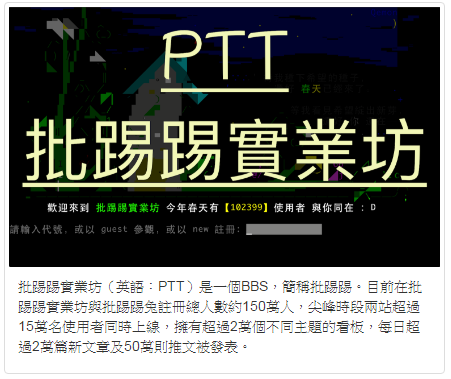 PTT
批踢踢實業坊
歡迎來到 批踢踢實業坊 今年春天有【102399】使用者 與你同在 : D
請輸入代號, 或以 guest 參觀, 或以 new 註冊:
批踢踢實業坊（英語：PTT）是一個BBS，簡稱批踢踢。目前在批
踢踢實業坊與批踢踢兔註冊總人數約150萬人，尖峰時段兩站超過
15萬名使用者同時上線，擁有超過2萬個不同主題的看板，每日超
過2萬篇新文章及50萬則推文被發表。